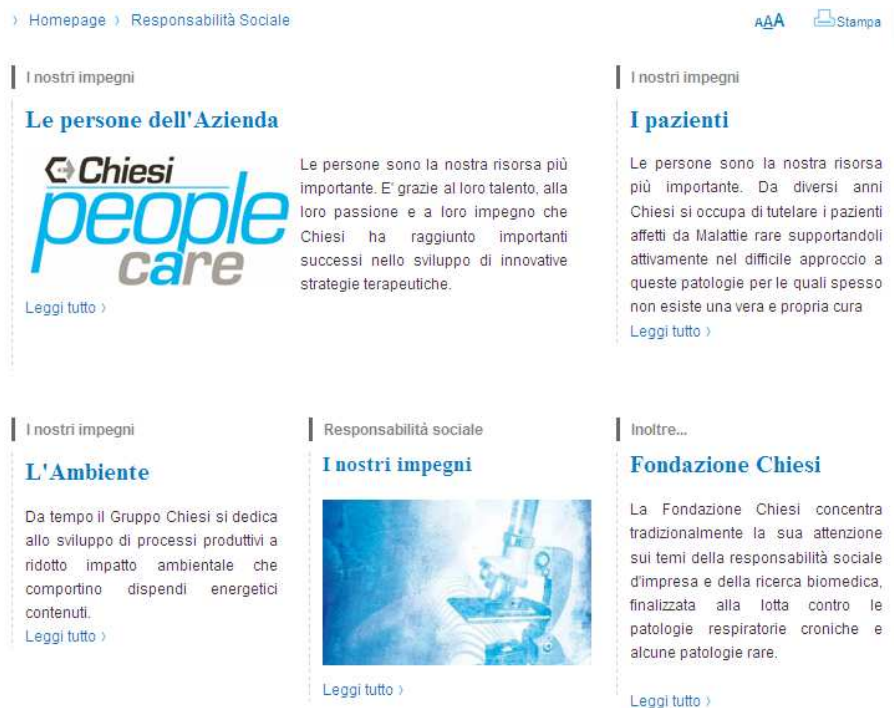 Homepage Responsabilità Sociale
AAA Stampa
I nostri impegni
Le persone dell'Azienda
Chiesi
people
care
Le persone sono la nostra risorsa più
importante. E' grazie al loro talento, alla
loro passione e a loro impegno che
Chiesi ha raggiunto importanti
successi nello sviluppo di innovative
strategie terapeutiche.
Leggi tutto
I nostri impegni
I pazienti
Le persone sono la nostra risorsa
più importante. Da diversi anni
Chiesi si occupa di tutelare i pazienti
affetti da Malattie rare supportandoli
attivamente nel difficile approccio a
queste patologie per le quali spesso
non esiste una vera e propria cura
Leggi tutto
I nostri impegni
L'Ambiente
Da tempo il Gruppo Chiesi si dedica
allo sviluppo di processi produttivi a
ridotto impatto ambientale che
comportino dispendi energetici
contenuti.
Leggi tutto
Responsabilità sociale
I nostri impegni
Leggi tutto
Inoltre...
Fondazione Chiesi
La Fondazione Chiesi concentra
tradizionalmente la sua attenzione
sui temi della responsabilità sociale
d'impresa e della ricerca biomedica,
finalizzata alla lotta contro le
patologie respiratorie croniche e
alcune patologie rare.
Leggi tutto